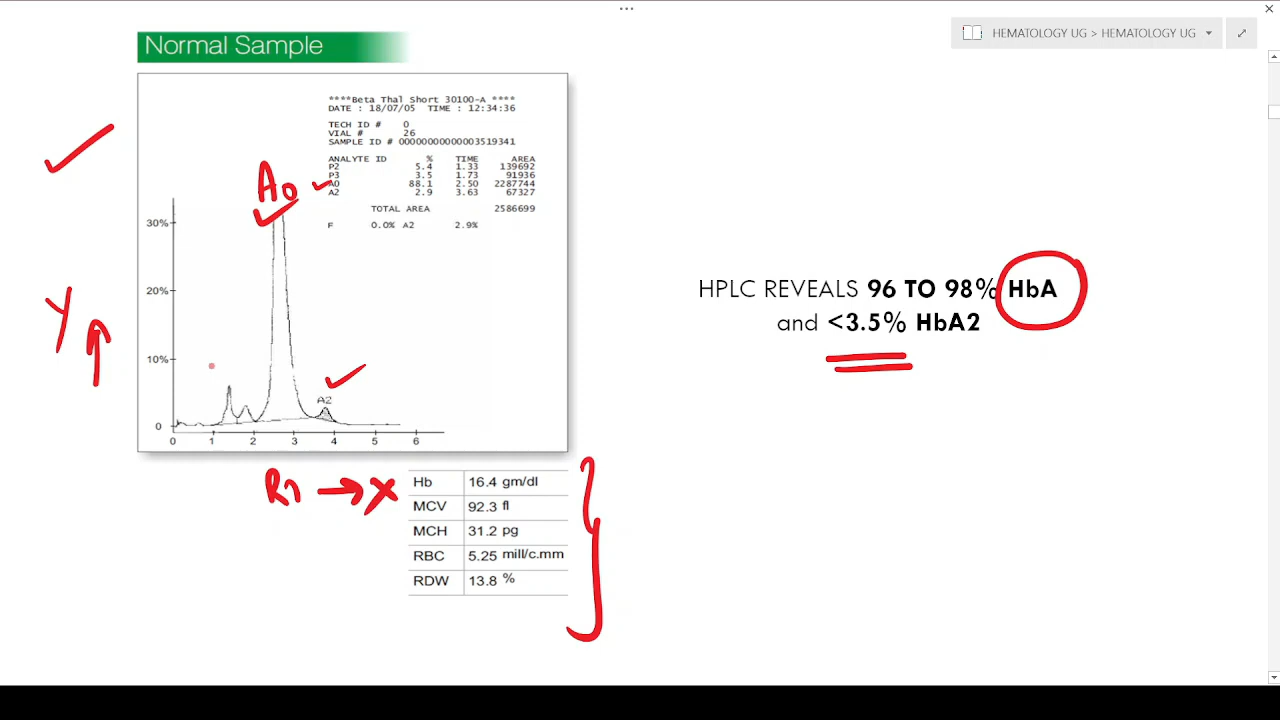 HEMATOLOGY UG > HEMATOLOGY UG
Normal Sample
****Beta Thal Short 30100-A ****
DATE : 18/07/05 TIME : 12:34:36
TECH ID # 0
VIAL # 26
SAMPLE ID # 0000000000003519341
ANALYTE ID % TIME AREA
P2 5.4 1.33 139692
P3 3.5 1.73 91936
A0 88.1 2.50 2287744
A2 2.9 3.63 67327
TOTAL AREA 2586699
F 0.0% A2 2.9%
A0
30%
20%
10%
0
A2
0 1 2 3 4 5 6
Y
HPLC REVEALS 96 TO 98% HbA
and <3.5% HbA2
→ X
Hb 16.4 gm/dl
MCV 92.3 fl
MCH 31.2 pg
RBC 5.25 mill/c.mm
RDW 13.8 %